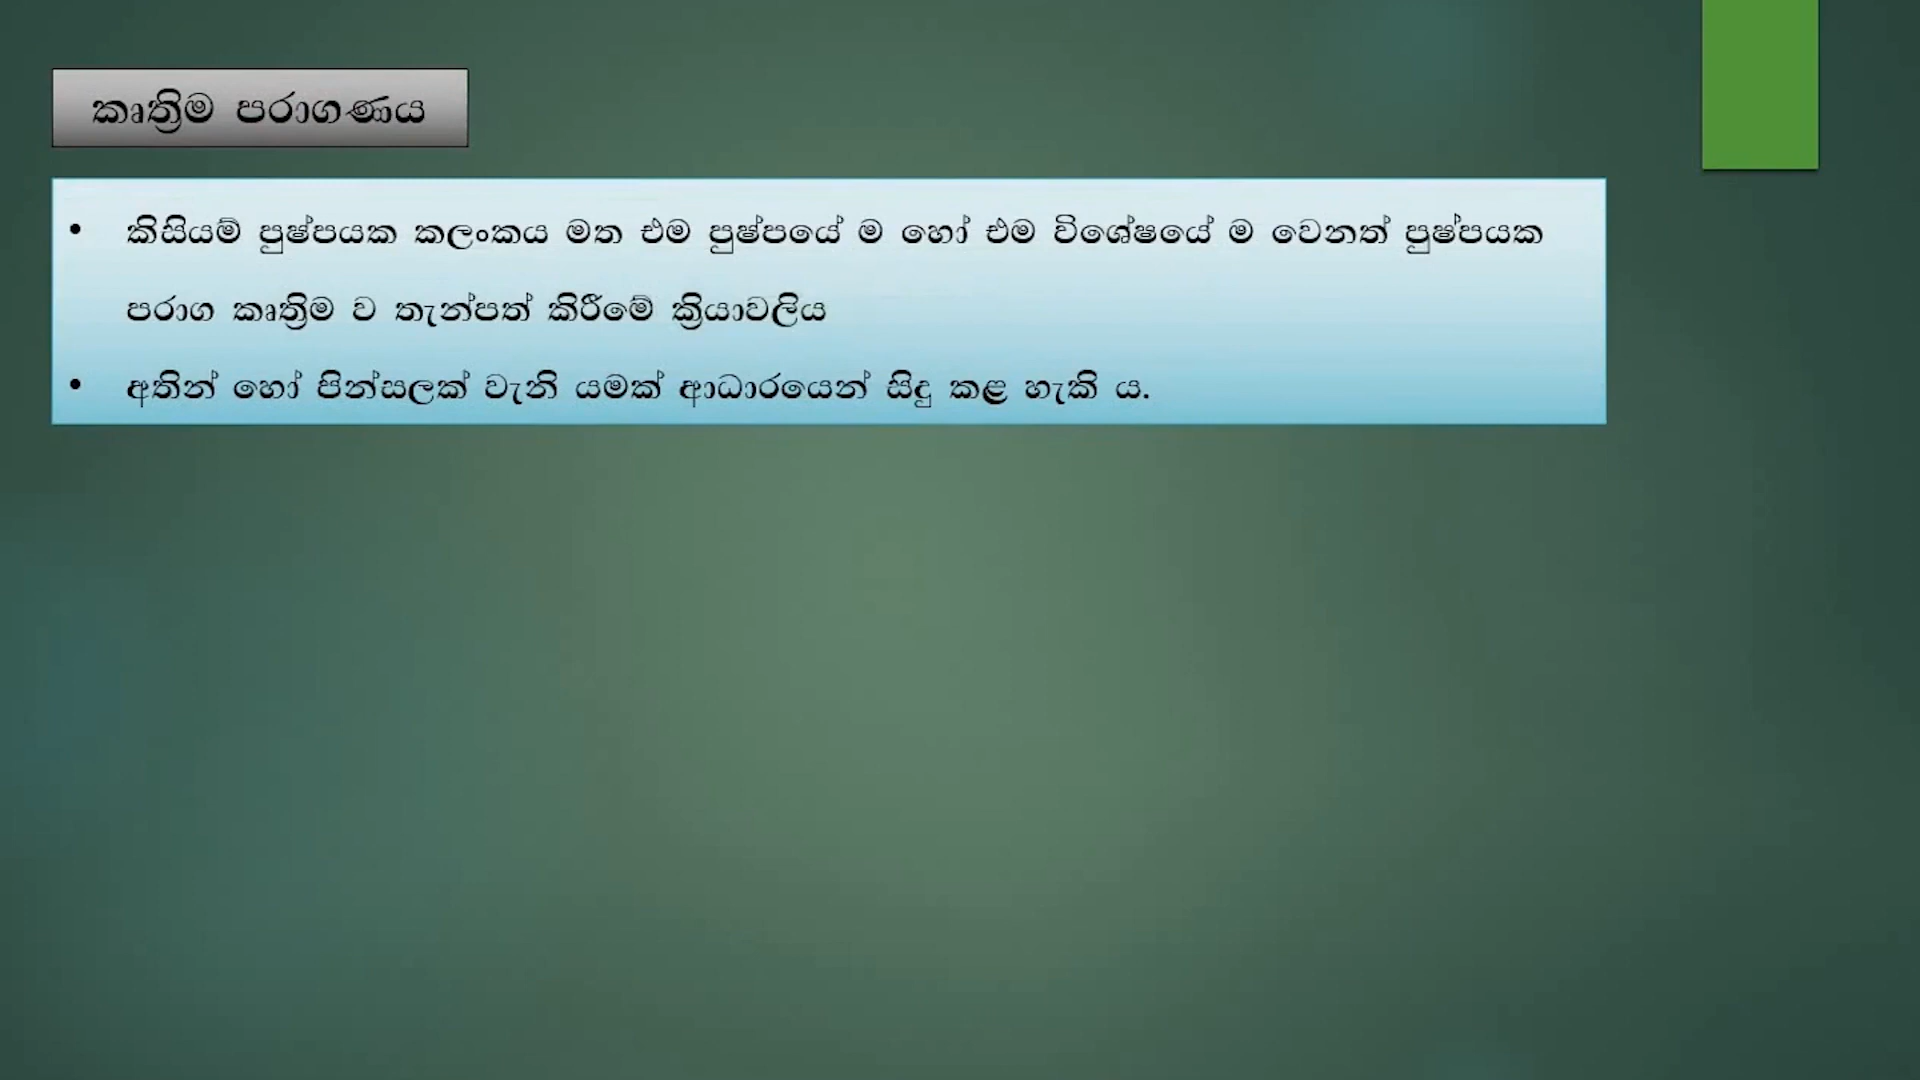 කෘත්‍රිම පරාගණය
• කිසියම් පුෂ්පයක කලංකය මත එම පුෂ්පයේ ම හෝ එම විශේෂයේ ම වෙනත් පුෂ්පයක
පරාග කෘත්‍රිම ව තැන්පත් කිරීමේ ක්‍රියාවලිය
• අතින් හෝ පින්සලක් වැනි යමක් ආධාරයෙන් සිදු කළ හැකි ය.